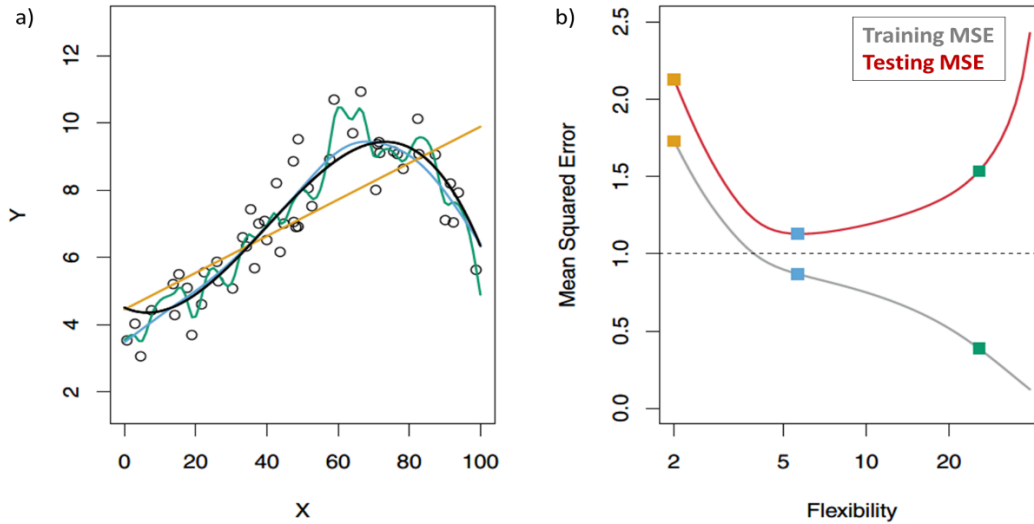 a)
12
10
8
6
4
2
Y
0 20 40 60 80 100
X
b)
Training MSE
Testing MSE
2.5
2.0
1.5
1.0
0.5
0.0
Mean Squared Error
2 5 10 20
Flexibility